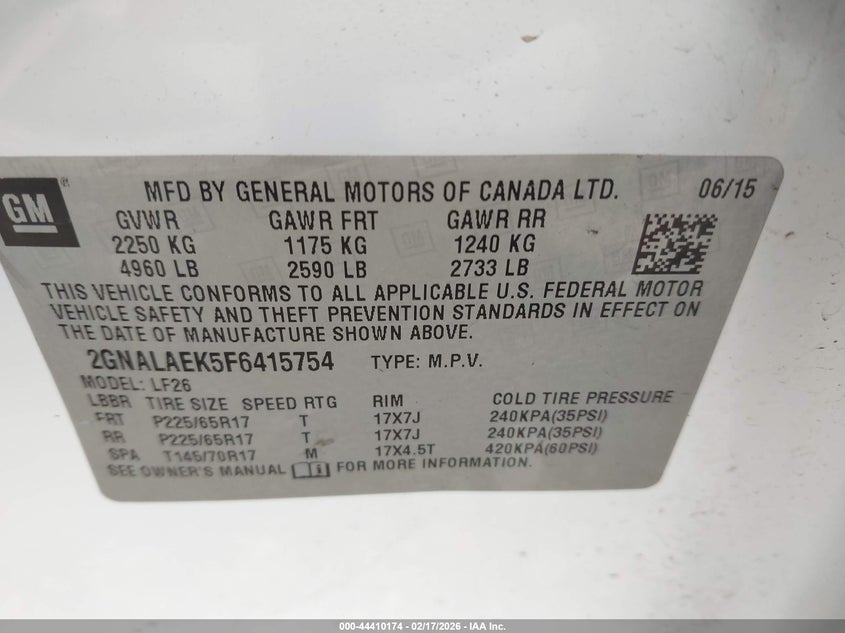 GM ®
MFD BY GENERAL MOTORS OF CANADA LTD. 06/15
GVWR GAWR FRT GAWR RR
2250 KG 1175 KG 1240 KG
4960 LB 2590 LB 2733 LB
THIS VEHICLE CONFORMS TO ALL APPLICABLE U.S. FEDERAL MOTOR
VEHICLE SAFETY AND THEFT PREVENTION STANDARDS IN EFFECT ON
THE DATE OF MANUFACTURE SHOWN ABOVE.
2GNALAEK5F6415754 TYPE: M.P.V.
MODEL: LF26
LBBR TIRE SIZE SPEED RTG RIM COLD TIRE PRESSURE
FRT P225/65R17 T 17X7J 240KPA(35PSI)
RR P225/65R17 T 17X7J 240KPA(35PSI)
SPA T145/70R17 M 17X4.5T 420KPA(60PSI)
SEE OWNER'S MANUAL i FOR MORE INFORMATION.
000-44410174 / 02/17/2026 - IAA Inc.